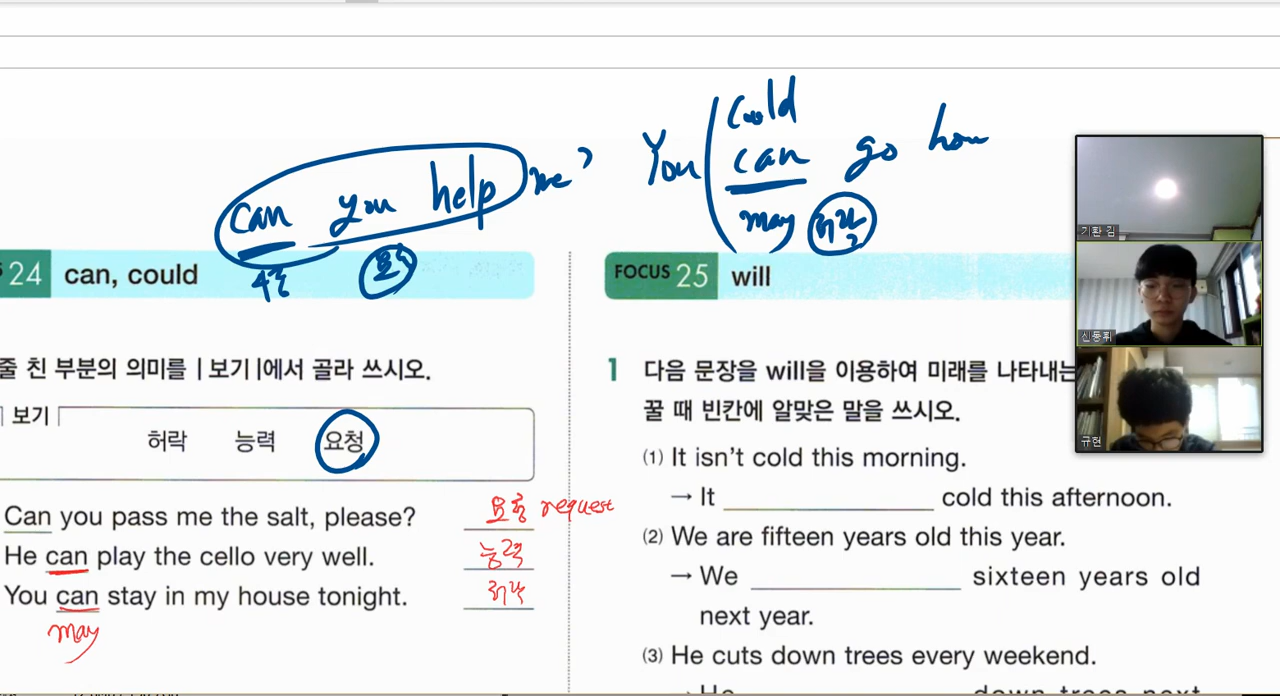 You could
can go
may 허락
can you help me?
요청
24 can, could
줄 친 부분의 의미를 |보기|에서 골라 쓰시오.
보기
허락 능력 요청
Can you pass me the salt, please? 요청 request
He can play the cello very well. 능력
You can stay in my house tonight. 허락
may
FOCUS 25 will
1 다음 문장을 will을 이용하여 미래를 나타내는
꿀 때 빈칸에 알맞은 말을 쓰시오.
(1) It isn't cold this morning.
→ It ____________ cold this afternoon.
(2) We are fifteen years old this year.
→ We ____________ sixteen years old
next year.
(3) He cuts down trees every weekend.
→ He ____________ down trees next
기환 김
신동휘
규현